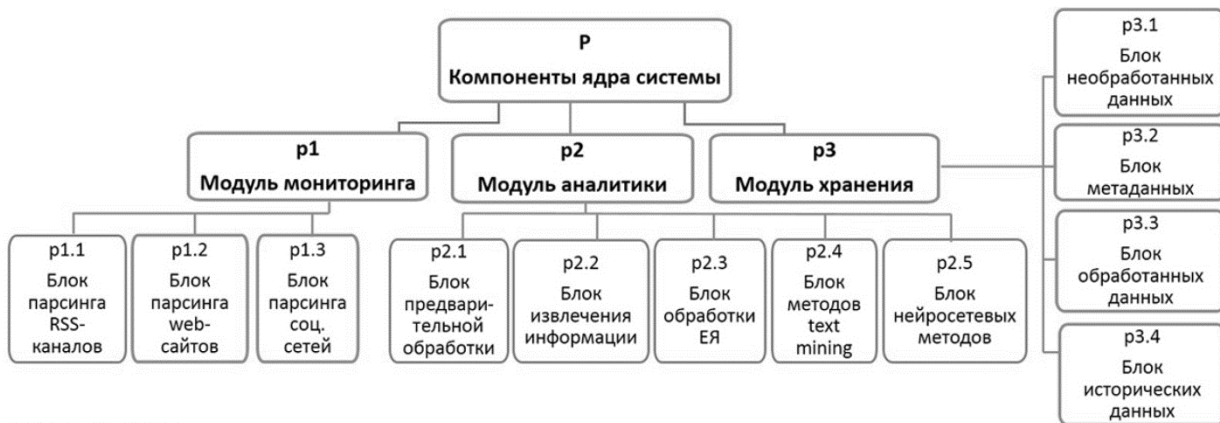 P
Компоненты ядра системы
p1
Модуль мониторинга
p2
Модуль аналитики
p3
Модуль хранения
p1.1
Блок
парсинга
RSS-
каналов
p1.2
Блок
парсинга
web-
сайтов
p1.3
Блок
парсинга
соц.
сетей
p2.1
Блок
предвари-
тельной
обработки
p2.2
Блок
извлечения
информации
p2.3
Блок
обработки
ЕЯ
p2.4
Блок
методов
text
mining
p2.5
Блок
нейросетевых
методов
p3.1
Блок
необработанных
данных
p3.2
Блок
метаданных
p3.3
Блок
обработанных
данных
p3.4
Блок
исторических
данных